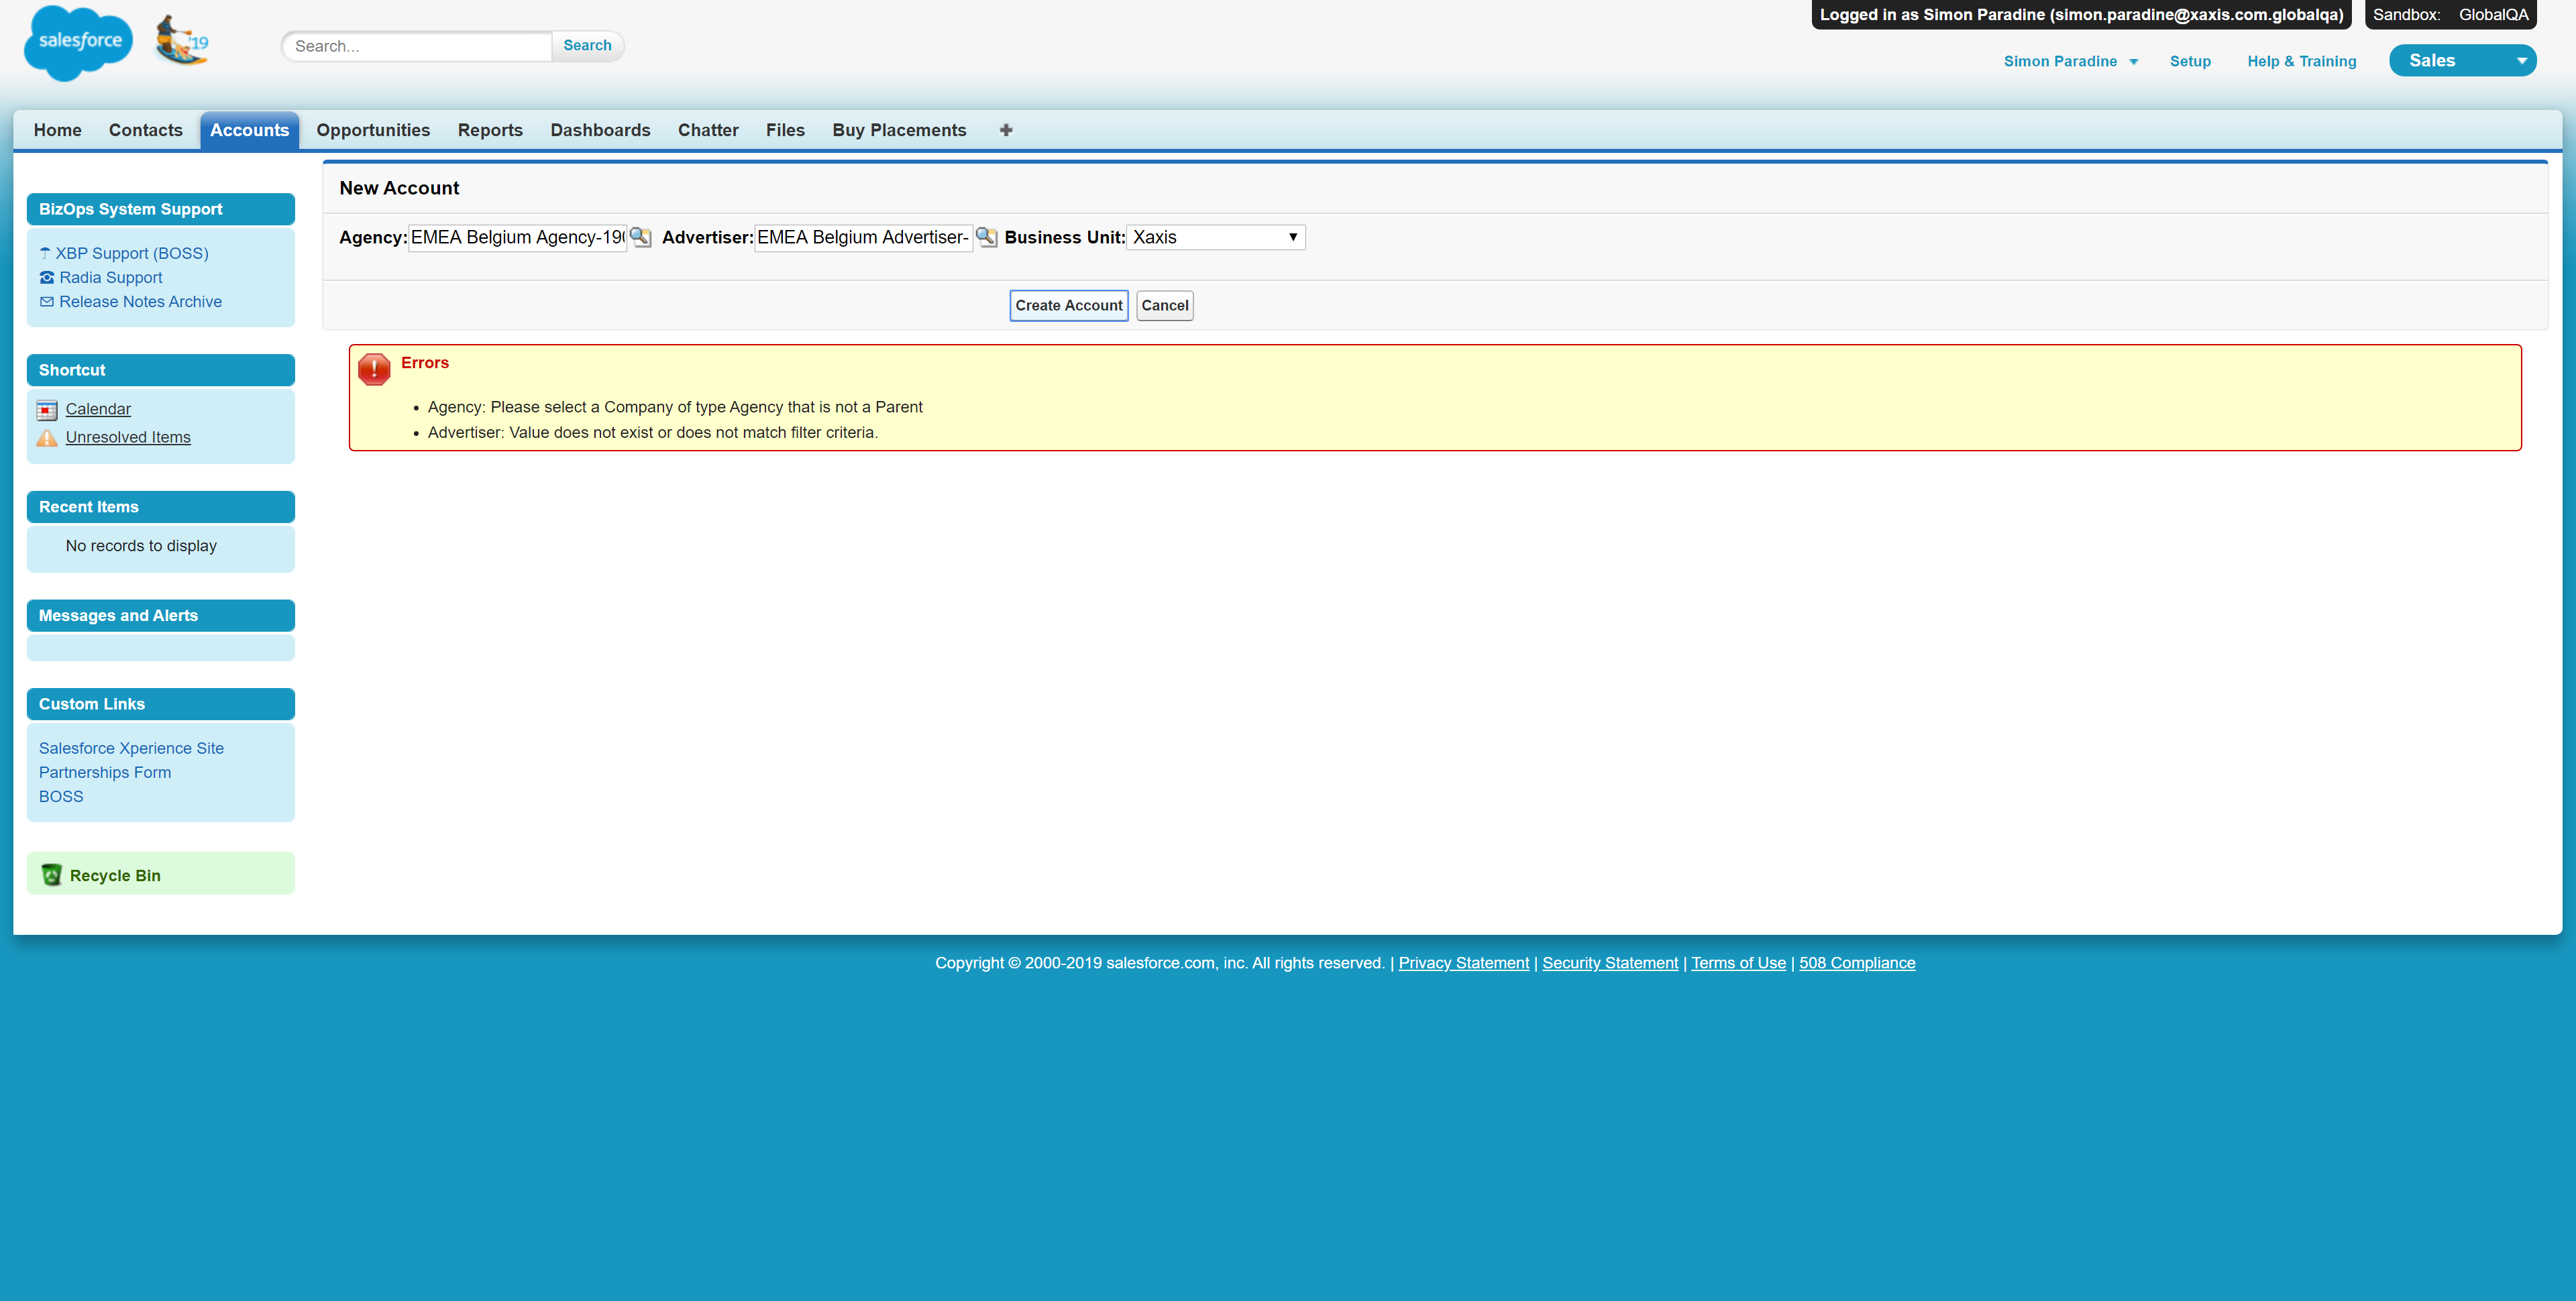 Logged in as Simon Paradine (simon.paradine@xaxis.com.globalqa)
Sandbox: GlobalQA
salesforce
'19
Search...
Search
Simon Paradine
Setup
Help & Training
Sales
Home Contacts Accounts Opportunities Reports Dashboards Chatter Files Buy Placements
BizOps System Support
XBP Support (BOSS)
Radia Support
Release Notes Archive
Shortcut
Calendar
Unresolved Items
Recent Items
No records to display
Messages and Alerts
Custom Links
Salesforce Xperience Site
Partnerships Form
BOSS
Recycle Bin
New Account
Agency: EMEA Belgium Agency-190 Advertiser: EMEA Belgium Advertiser- Business Unit: Xaxis
Create Account Cancel
Errors
• Agency: Please select a Company of type Agency that is not a Parent
• Advertiser: Value does not exist or does not match filter criteria.
Copyright © 2000-2019 salesforce.com, inc. All rights reserved. | Privacy Statement | Security Statement | Terms of Use | 508 Compliance